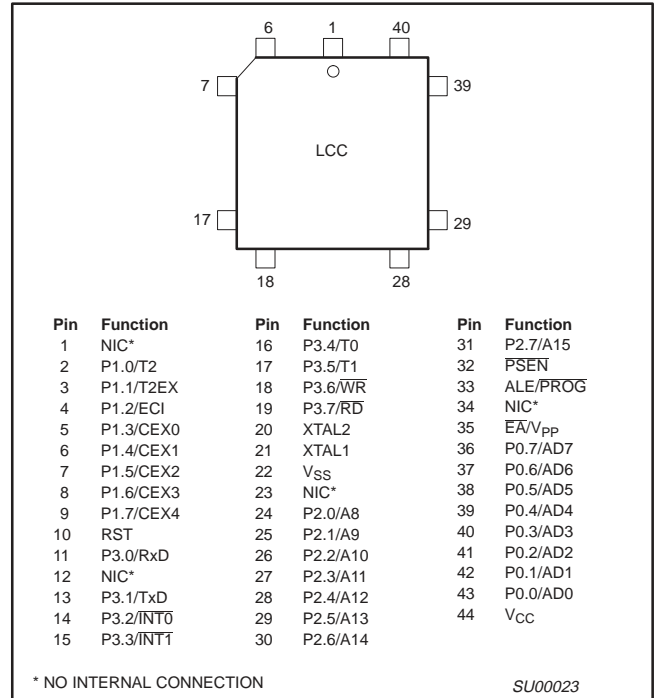 6 1 40
7 39
LCC
17 29
18 28
Pin Function
1 NIC*
2 P1.0/T2
3 P1.1/T2EX
4 P1.2/ECI
5 P1.3/CEX0
6 P1.4/CEX1
7 P1.5/CEX2
8 P1.6/CEX3
9 P1.7/CEX4
10 RST
11 P3.0/RxD
12 NIC*
13 P3.1/TxD
14 P3.2/I̅N̅T̅0̅
15 P3.3/I̅N̅T̅1̅
Pin Function
16 P3.4/T0
17 P3.5/T1
18 P3.6/W̅R̅
19 P3.7/R̅D̅
20 XTAL2
21 XTAL1
22 VSS
23 NIC*
24 P2.0/A8
25 P2.1/A9
26 P2.2/A10
27 P2.3/A11
28 P2.4/A12
29 P2.5/A13
30 P2.6/A14
Pin Function
31 P2.7/A15
32 P̅S̅E̅N̅
33 ALE/P̅R̅O̅G̅
34 NIC*
35 E̅A̅/VPP
36 P0.7/AD7
37 P0.6/AD6
38 P0.5/AD5
39 P0.4/AD4
40 P0.3/AD3
41 P0.2/AD2
42 P0.1/AD1
43 P0.0/AD0
44 VCC
* NO INTERNAL CONNECTION
SU00023